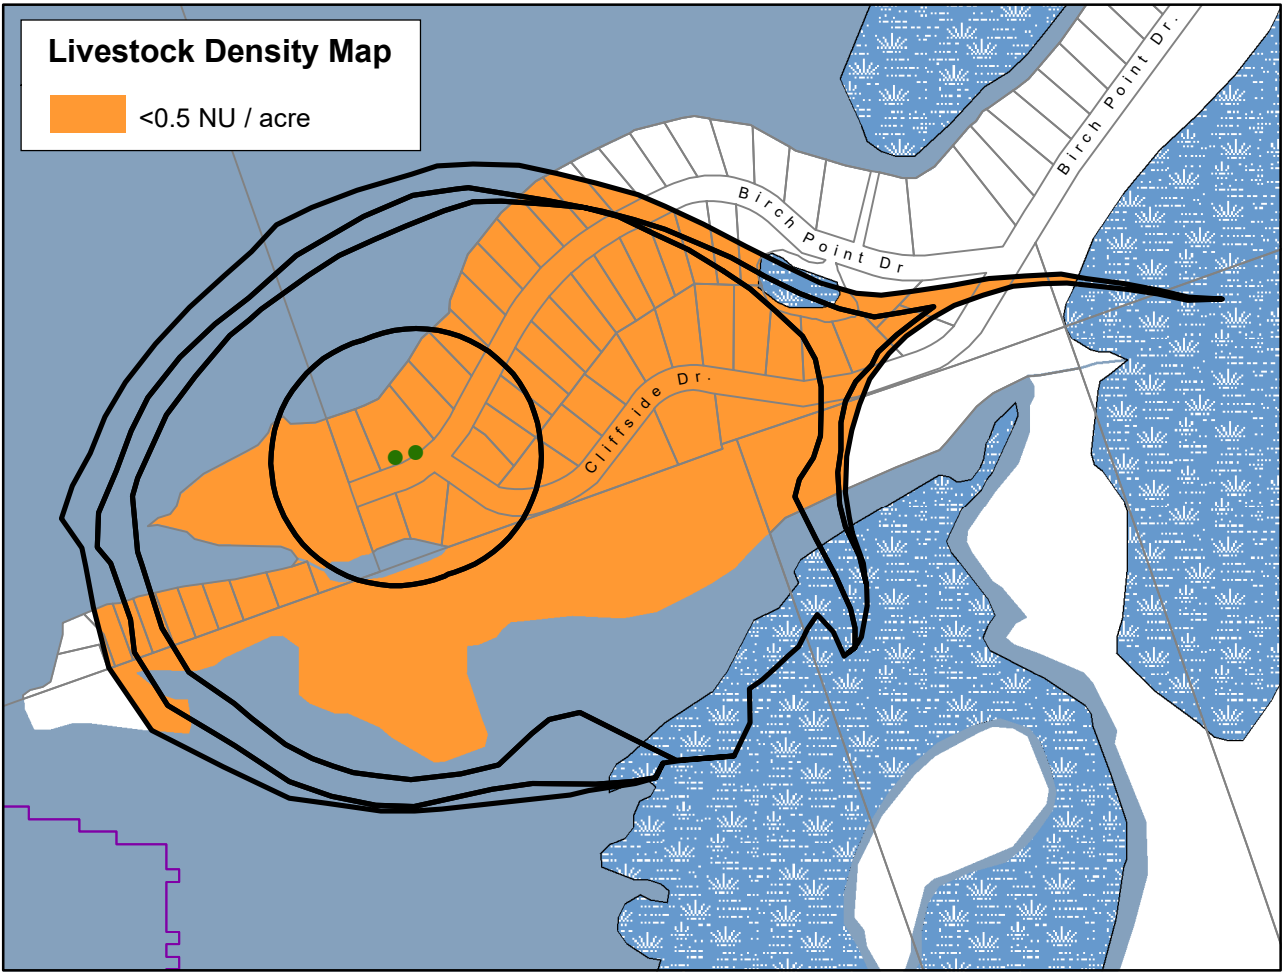 Livestock Density Map
<0.5 NU / acre
Birch Point Dr.
Birch Point Dr
Cliffside Dr.